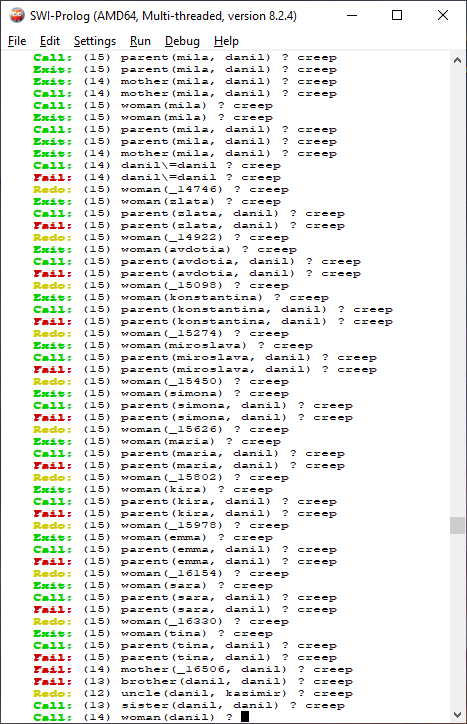 SWI-Prolog (AMD64, Multi-threaded, version 8.2.4)
File Edit Settings Run Debug Help
Call: (15) parent(mila, danil) ? creep
Exit: (15) parent(mila, danil) ? creep
Exit: (14) mother(mila, danil) ? creep
Call: (14) mother(mila, danil) ? creep
Call: (15) woman(mila) ? creep
Exit: (15) woman(mila) ? creep
Call: (15) parent(mila, danil) ? creep
Exit: (15) parent(mila, danil) ? creep
Exit: (14) mother(mila, danil) ? creep
Call: (14) danil\=danil ? creep
Fail: (14) danil\=danil ? creep
Redo: (15) woman(_14746) ? creep
Exit: (15) woman(zlata) ? creep
Call: (15) parent(zlata, danil) ? creep
Fail: (15) parent(zlata, danil) ? creep
Redo: (15) woman(_14922) ? creep
Exit: (15) woman(avdotia) ? creep
Call: (15) parent(avdotia, danil) ? creep
Fail: (15) parent(avdotia, danil) ? creep
Redo: (15) woman(_15098) ? creep
Exit: (15) woman(konstantina) ? creep
Call: (15) parent(konstantina, danil) ? creep
Fail: (15) parent(konstantina, danil) ? creep
Redo: (15) woman(_15274) ? creep
Exit: (15) woman(miroslava) ? creep
Call: (15) parent(miroslava, danil) ? creep
Fail: (15) parent(miroslava, danil) ? creep
Redo: (15) woman(_15450) ? creep
Exit: (15) woman(simona) ? creep
Call: (15) parent(simona, danil) ? creep
Fail: (15) parent(simona, danil) ? creep
Redo: (15) woman(_15626) ? creep
Exit: (15) woman(maria) ? creep
Call: (15) parent(maria, danil) ? creep
Fail: (15) parent(maria, danil) ? creep
Redo: (15) woman(_15802) ? creep
Exit: (15) woman(kira) ? creep
Call: (15) parent(kira, danil) ? creep
Fail: (15) parent(kira, danil) ? creep
Redo: (15) woman(_15978) ? creep
Exit: (15) woman(emma) ? creep
Call: (15) parent(emma, danil) ? creep
Fail: (15) parent(emma, danil) ? creep
Redo: (15) woman(_16154) ? creep
Exit: (15) woman(sara) ? creep
Call: (15) parent(sara, danil) ? creep
Fail: (15) parent(sara, danil) ? creep
Redo: (15) woman(_16330) ? creep
Exit: (15) woman(tina) ? creep
Call: (15) parent(tina, danil) ? creep
Fail: (15) parent(tina, danil) ? creep
Fail: (14) mother(_16506, danil) ? creep
Fail: (13) brother(danil, danil) ? creep
Redo: (12) uncle(danil, kazimir) ? creep
Call: (13) sister(danil, danil) ? creep
Call: (14) woman(danil) ?